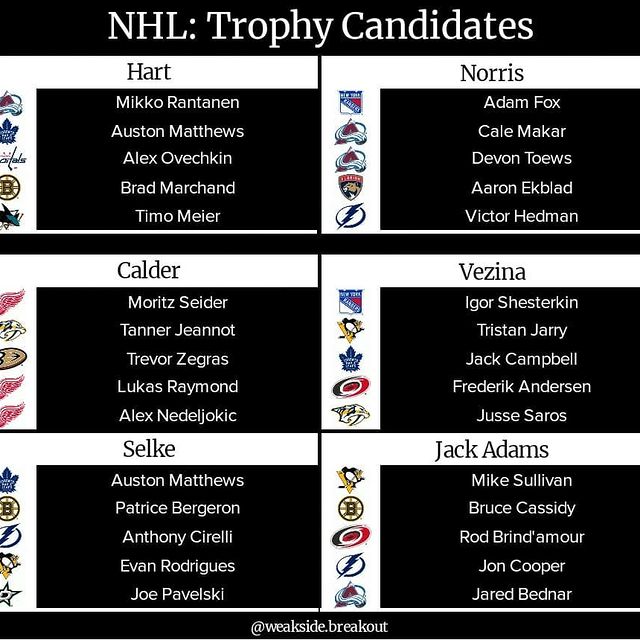 NHL: Trophy Candidates
Hart
Mikko Rantanen
Auston Matthews
Alex Ovechkin
Brad Marchand
Timo Meier
Norris
Adam Fox
Cale Makar
Devon Toews
Aaron Ekblad
Victor Hedman
Calder
Moritz Seider
Tanner Jeannot
Trevor Zegras
Lukas Raymond
Alex Nedeljokic
Vezina
Igor Shesterkin
Tristan Jarry
Jack Campbell
Frederik Andersen
Jusse Saros
Selke
Auston Matthews
Patrice Bergeron
Anthony Cirelli
Evan Rodrigues
Joe Pavelski
Jack Adams
Mike Sullivan
Bruce Cassidy
Rod Brind'amour
Jon Cooper
Jared Bednar
@weakside.breakout